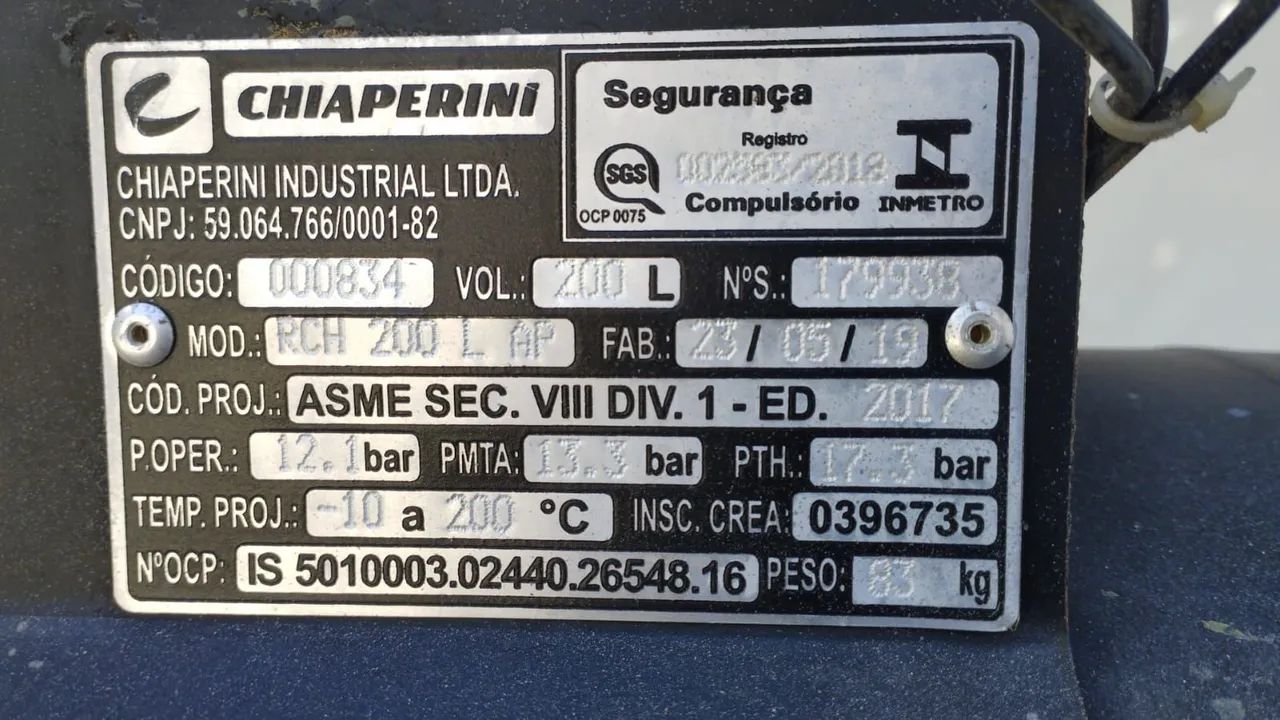 CHIAPERINI
CHIAPERINI INDUSTRIAL LTDA.
CNPJ: 59.064.766/0001-82
Segurança
Registro
SGS
OCP 0075
Compulsório
INMETRO
CÓDIGO: 000834 VOL.: 200 L NºS.: 179938
MOD.: RCH 200 L AP FAB.: 23 / 05 / 19
CÓD. PROJ.: ASME SEC. VIII DIV. 1 - ED. 2017
P.OPER.: 12.1 bar PMTA: 13.3 bar PTH.: 17.3 bar
TEMP. PROJ.: -10 a 200 °C INSC. CREA: 0396735
NºOCP: IS 5010003.02440.26548.16 PESO: 83 kg